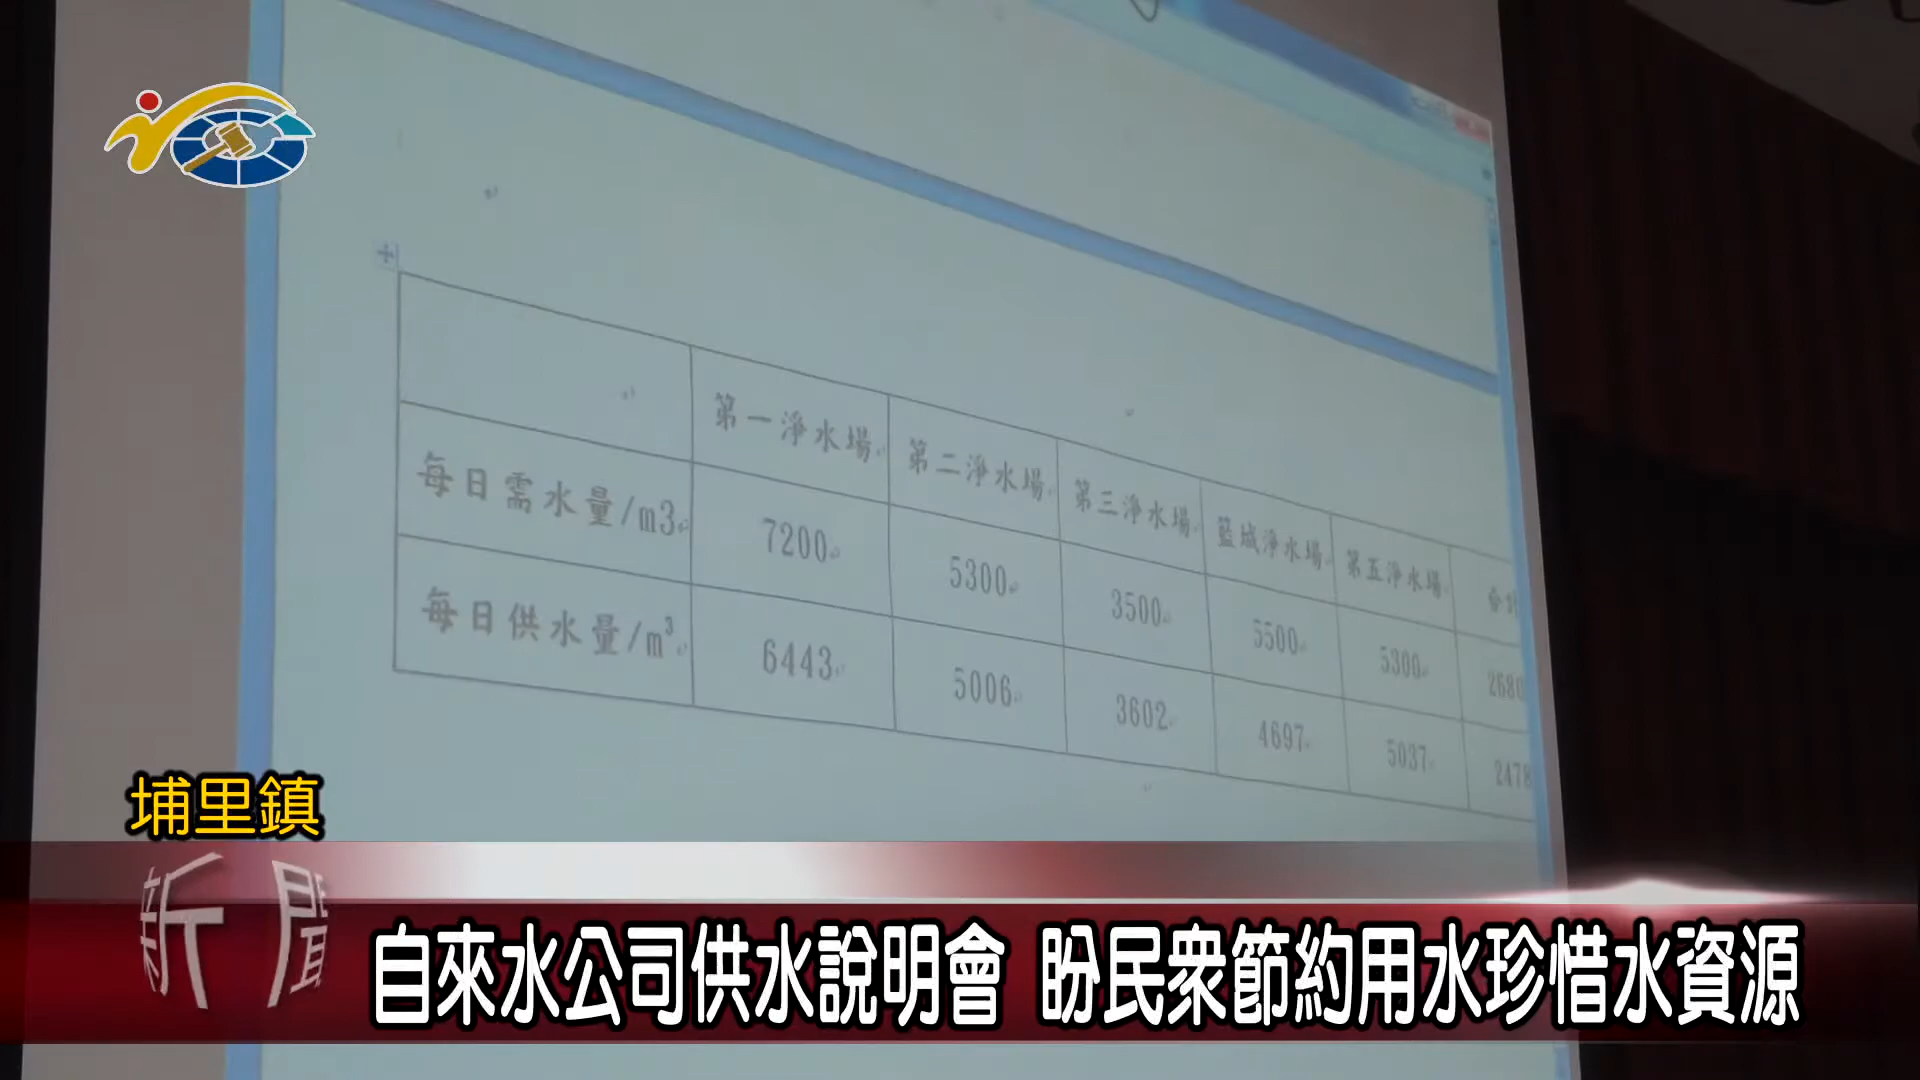 第一淨水場 第二淨水場 第三淨水場 藍城淨水場 第五淨水場
每日需水量/m3 7200 5300 3500 5500 5300 2680
每日供水量/m³ 6443 5006 3602 4697 5037 2478
埔里鎮
新聞
自來水公司供水說明會 盼民眾節約用水珍惜水資源